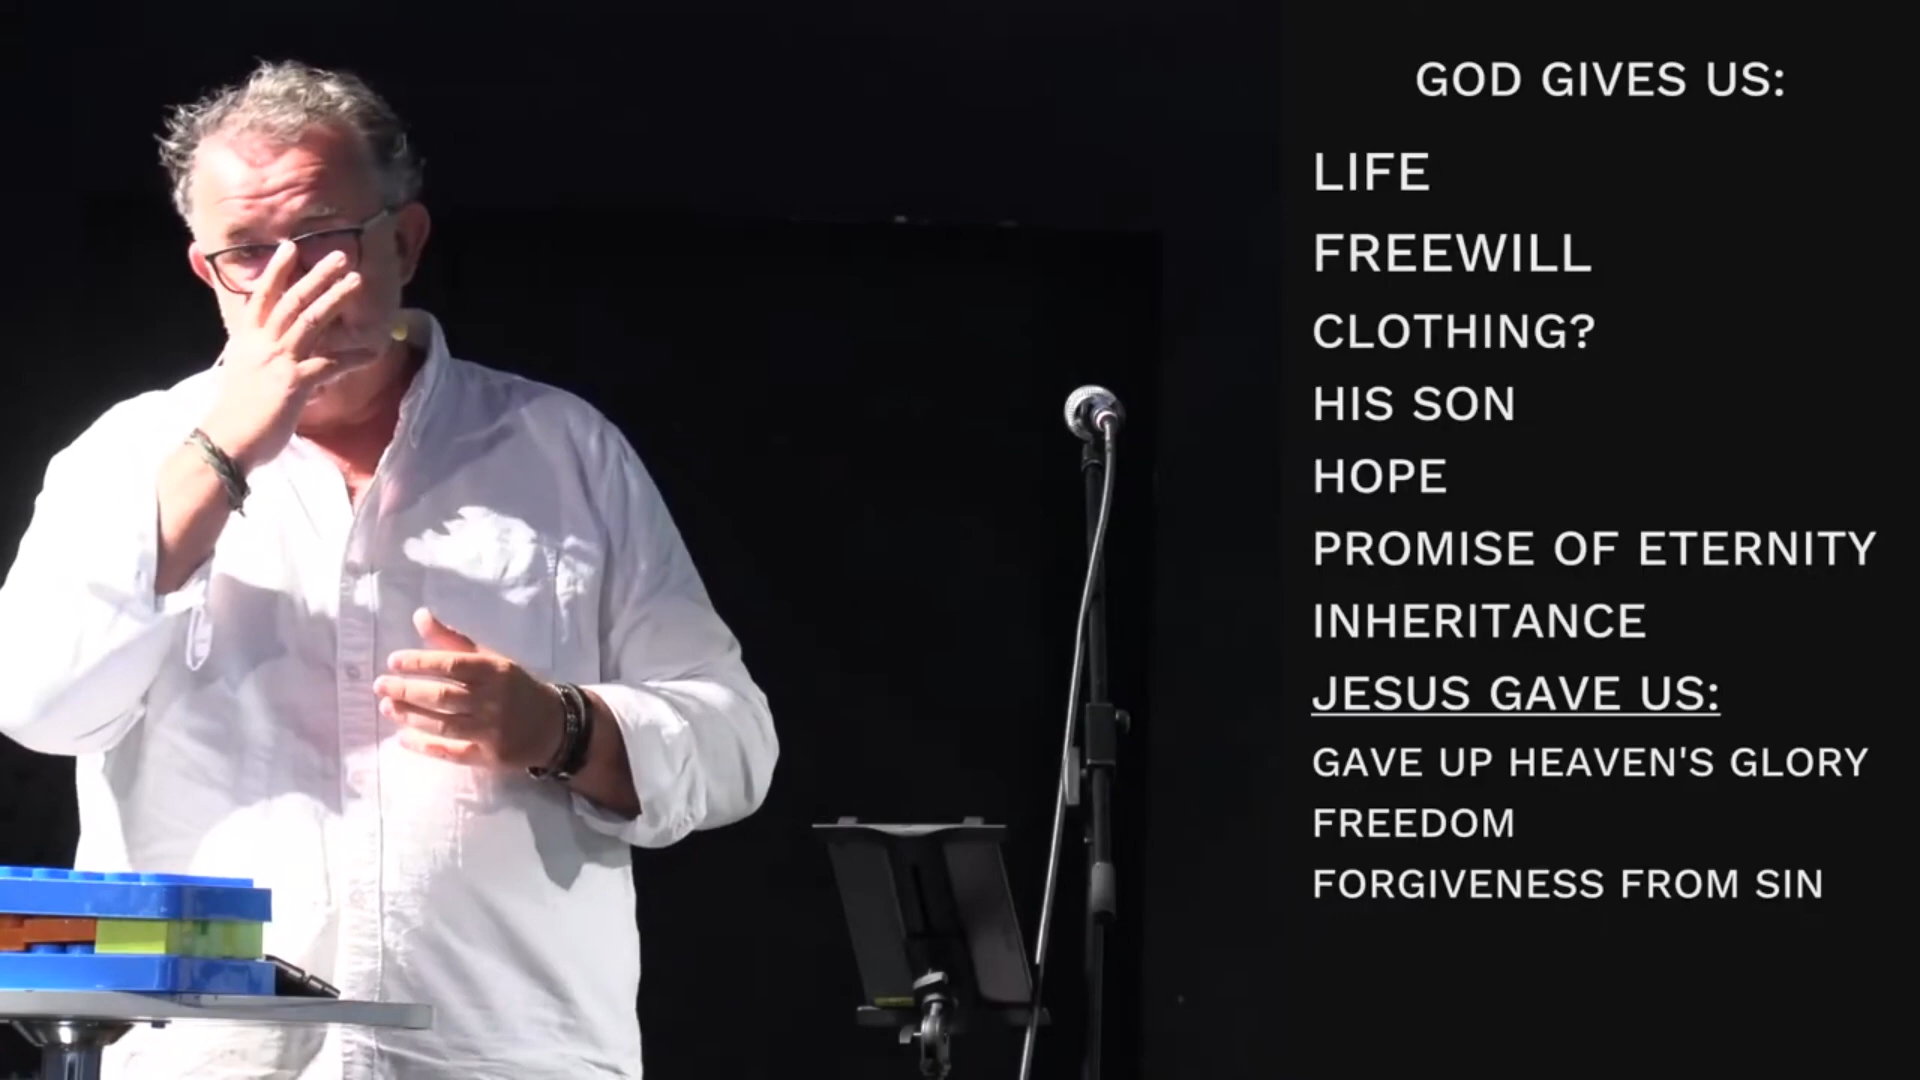 GOD GIVES US:
LIFE
FREEWILL
CLOTHING?
HIS SON
HOPE
PROMISE OF ETERNITY
INHERITANCE
JESUS GAVE US:
GAVE UP HEAVEN'S GLORY
FREEDOM
FORGIVENESS FROM SIN